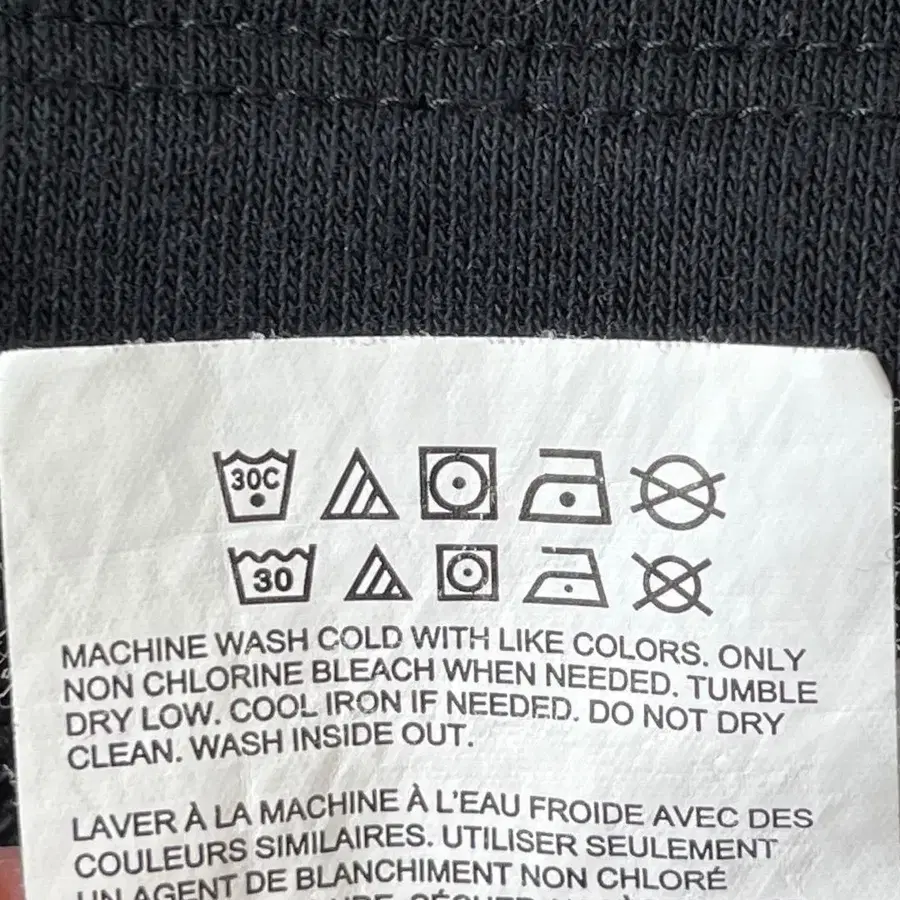 30C
30
MACHINE WASH COLD WITH LIKE COLORS. ONLY
NON CHLORINE BLEACH WHEN NEEDED. TUMBLE
DRY LOW. COOL IRON IF NEEDED. DO NOT DRY
CLEAN. WASH INSIDE OUT.
LAVER À LA MACHINE À L'EAU FROIDE AVEC DES
COULEURS SIMILAIRES. UTILISER SEULEMENT
UN AGENT DE BLANCHIMENT NON CHLORÉ